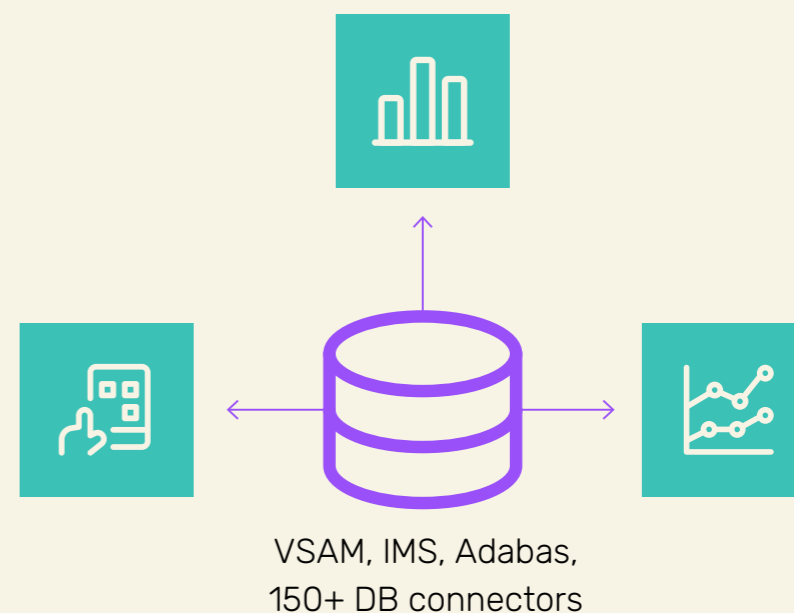 VSAM, IMS, Adabas,
150+ DB connectors